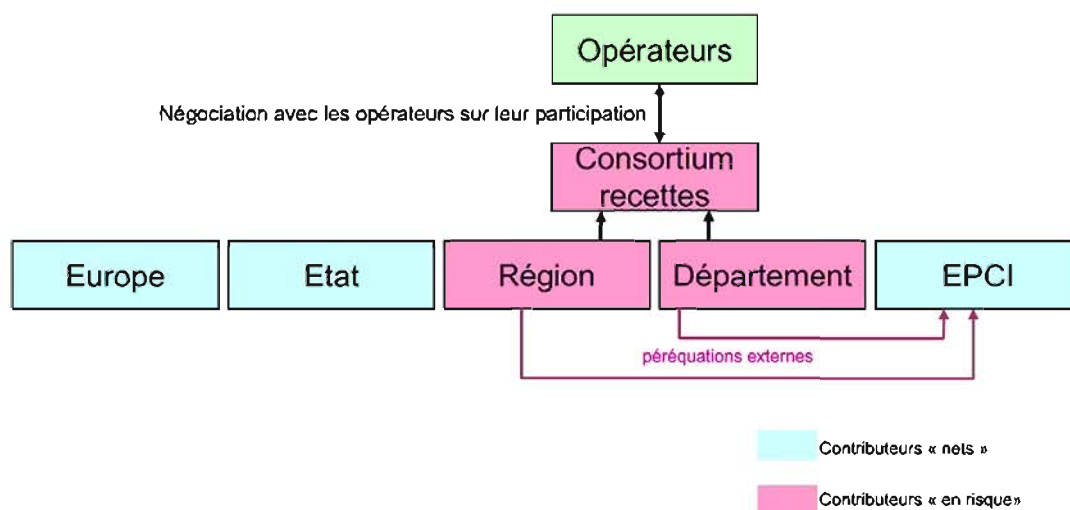 Opérateurs
Négociation avec les opérateurs sur leur participation
Consortium
recettes
Europe
Etat
Région
Département
EPCI
péréquations externes
Contributeurs « nets »
Contributeurs « en risque»